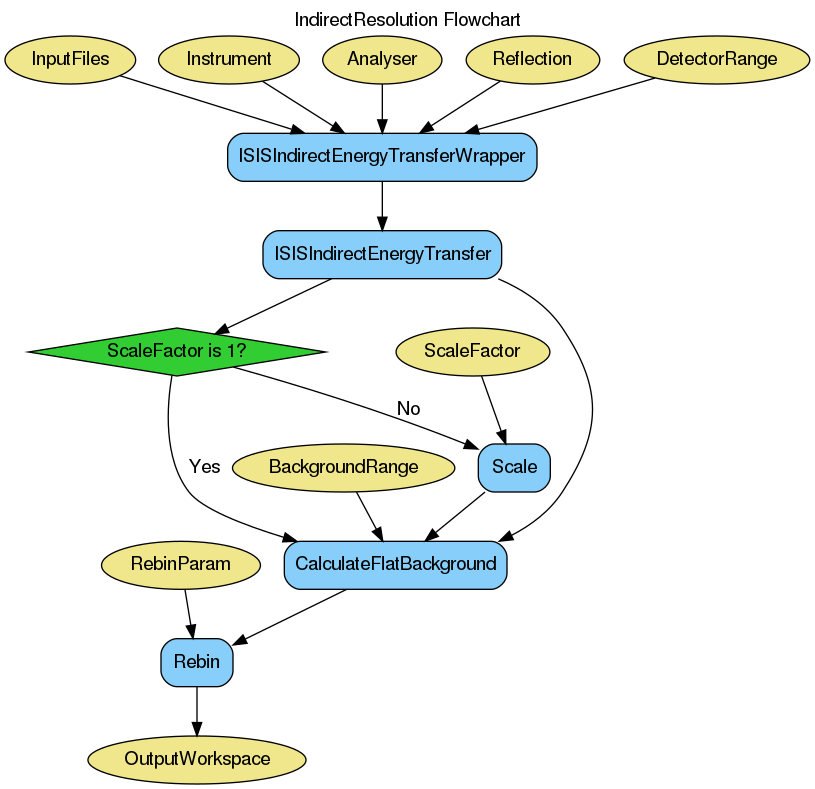 IndirectResolution Flowchart
InputFiles
Instrument
Analyser
Reflection
DetectorRange
ISISIndirectEnergyTransferWrapper
ISISIndirectEnergyTransfer
ScaleFactor is 1?
ScaleFactor
No
Yes
BackgroundRange
Scale
RebinParam
CalculateFlatBackground
Rebin
OutputWorkspace